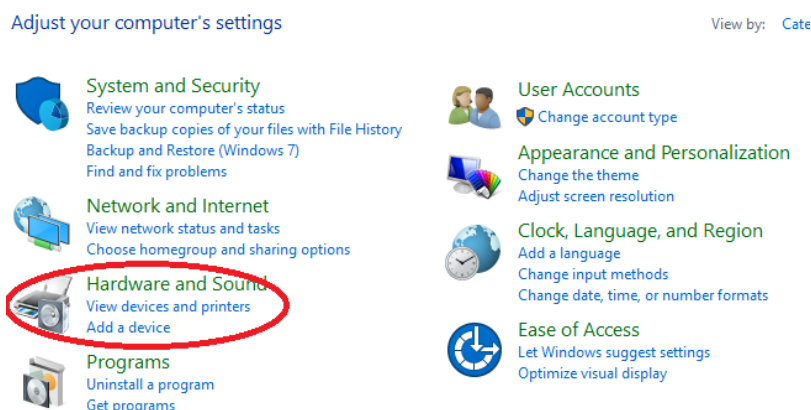 Adjust your computer's settings
View by:
System and Security
Review your computer's status
Save backup copies of your files with File History
Backup and Restore (Windows 7)
Find and fix problems
Network and Internet
View network status and tasks
Choose homegroup and sharing options
Hardware and Sound
View devices and printers
Add a device
Programs
Uninstall a program
Get programs
User Accounts
Change account type
Appearance and Personalization
Change the theme
Adjust screen resolution
Clock, Language, and Region
Add a language
Change input methods
Change date, time, or number formats
Ease of Access
Let Windows suggest settings
Optimize visual display